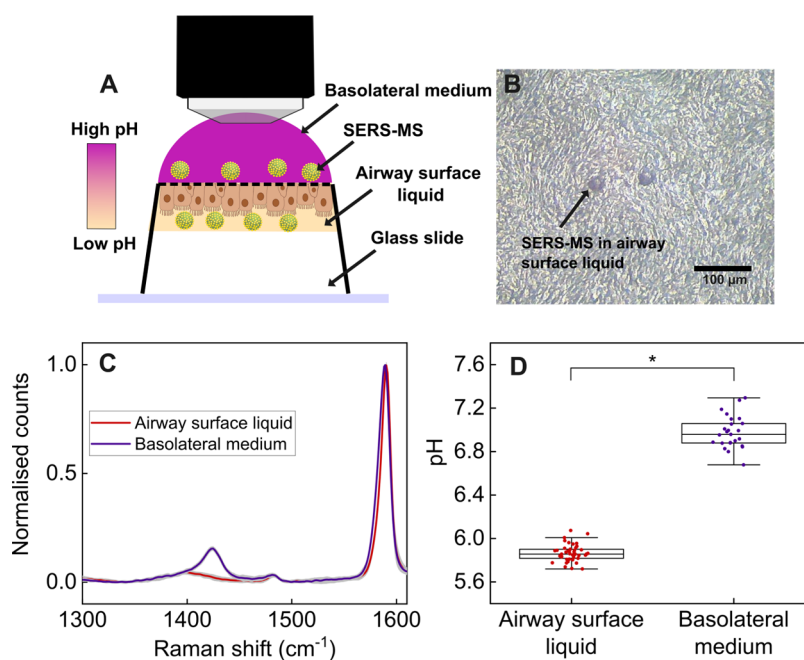 A
Basolateral medium
SERS-MS
High pH
Airway surface
liquid
Low pH
Glass slide
B
SERS-MS in airway
surface liquid
100 µm
C
Normalised counts
1.0
0.5
0.0
Airway surface liquid
Basolateral medium
1300
1400
1500
1600
Raman shift (cm⁻¹)
D
*
pH
7.6
7.2
6.8
6.4
6.0
5.6
Airway surface
liquid
Basolateral
medium